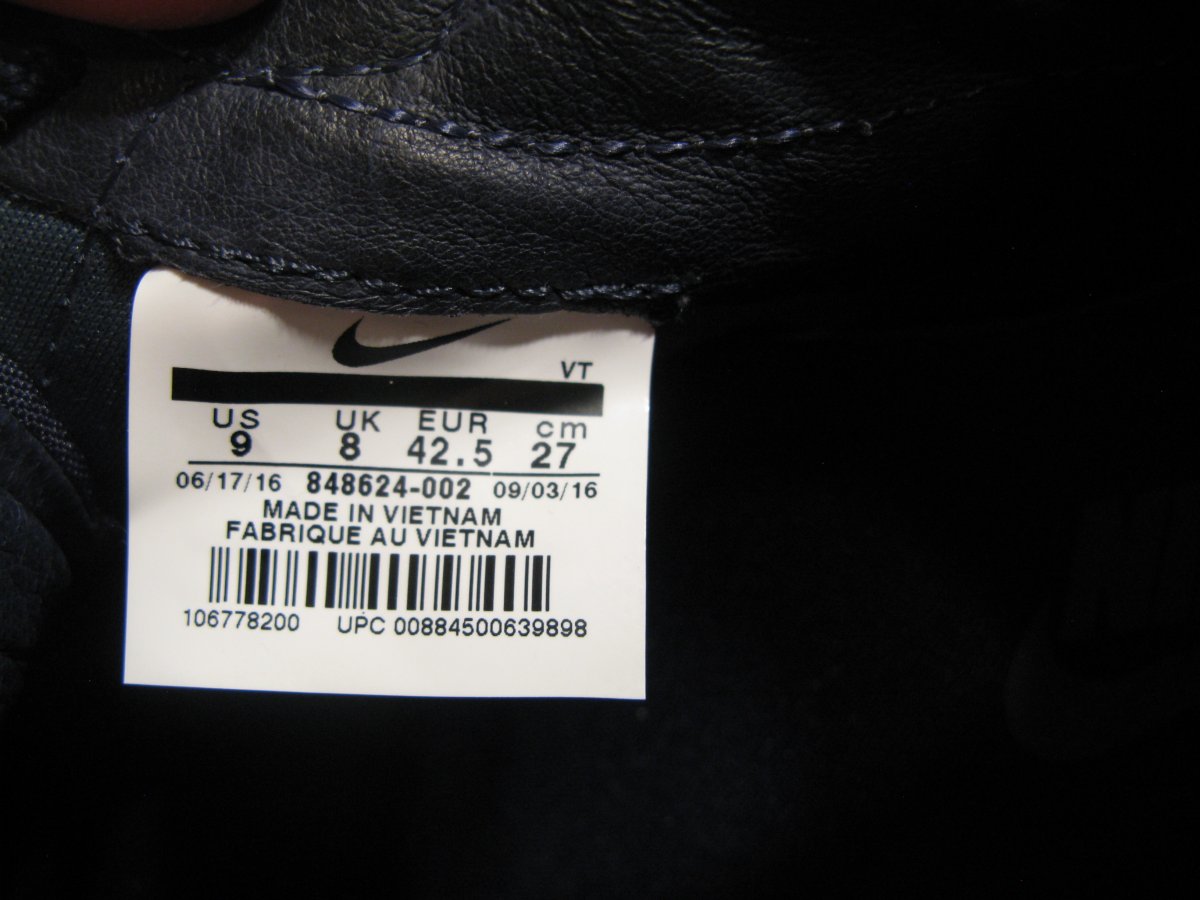 VT
US UK EUR cm
9 8 42.5 27
06/17/16 848624-002 09/03/16
MADE IN VIETNAM
FABRIQUE AU VIETNAM
106778200 UPC 00884500639898